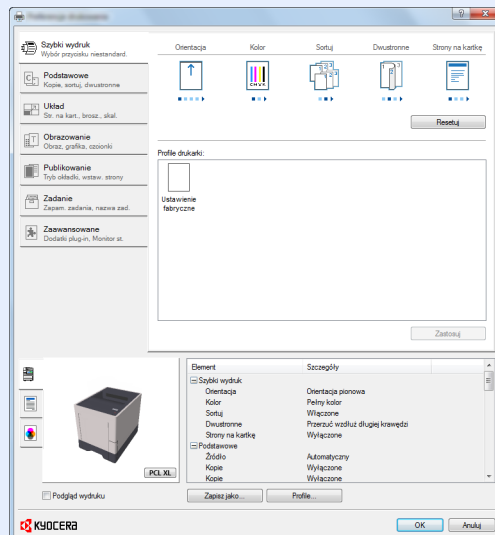 Szybki wydruk
Wybór przycisku niestandard.
Podstawowe
Kopie, sortuj, dwustronne
Układ
Str. na kart., brosz., skal.
Obrazowanie
Obraz, grafika, czcionki
Publikowanie
Tryb okładki, wstaw. strony
Zadanie
Zapam. zadania, nazwa zad.
Zaawansowane
Dodatki plug-in, Monitor st.
Orientacja Kolor Sortuj Dwustronne Strony na kartkę
CMYK
Resetuj
Profile drukarki:
Ustawienie
fabryczne
Zastosuj
PCL XL
Podgląd wydruku
Element Szczegóły
Szybki wydruk
Orientacja Orientacja pionowa
Kolor Pełny kolor
Sortuj Włączone
Dwustronne Przerzuć wzdłuż długiej krawędzi
Strony na kartkę Wyłączone
Podstawowe
Źródło Automatyczny
Kopie Wyłączone
Kopie Wyłączone
Zapisz jako... Profile...
KYOCERA
OK Anuluj